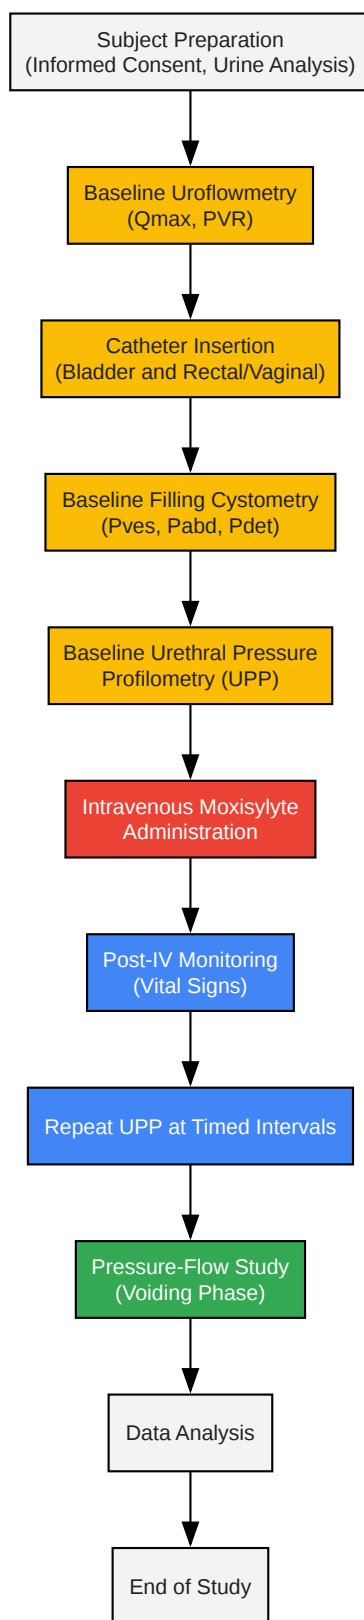 Subject Preparation
(Informed Consent, Urine Analysis)
Baseline Uroflowmetry
(Qmax, PVR)
Catheter Insertion
(Bladder and Rectal/Vaginal)
Baseline Filling Cystometry
(Pves, Pabd, Pdet)
Baseline Urethral Pressure
Profilometry (UPP)
Intravenous Moxisylyte
Administration
Post-IV Monitoring
(Vital Signs)
Repeat UPP at Timed Intervals
Pressure-Flow Study
(Voiding Phase)
Data Analysis
End of Study